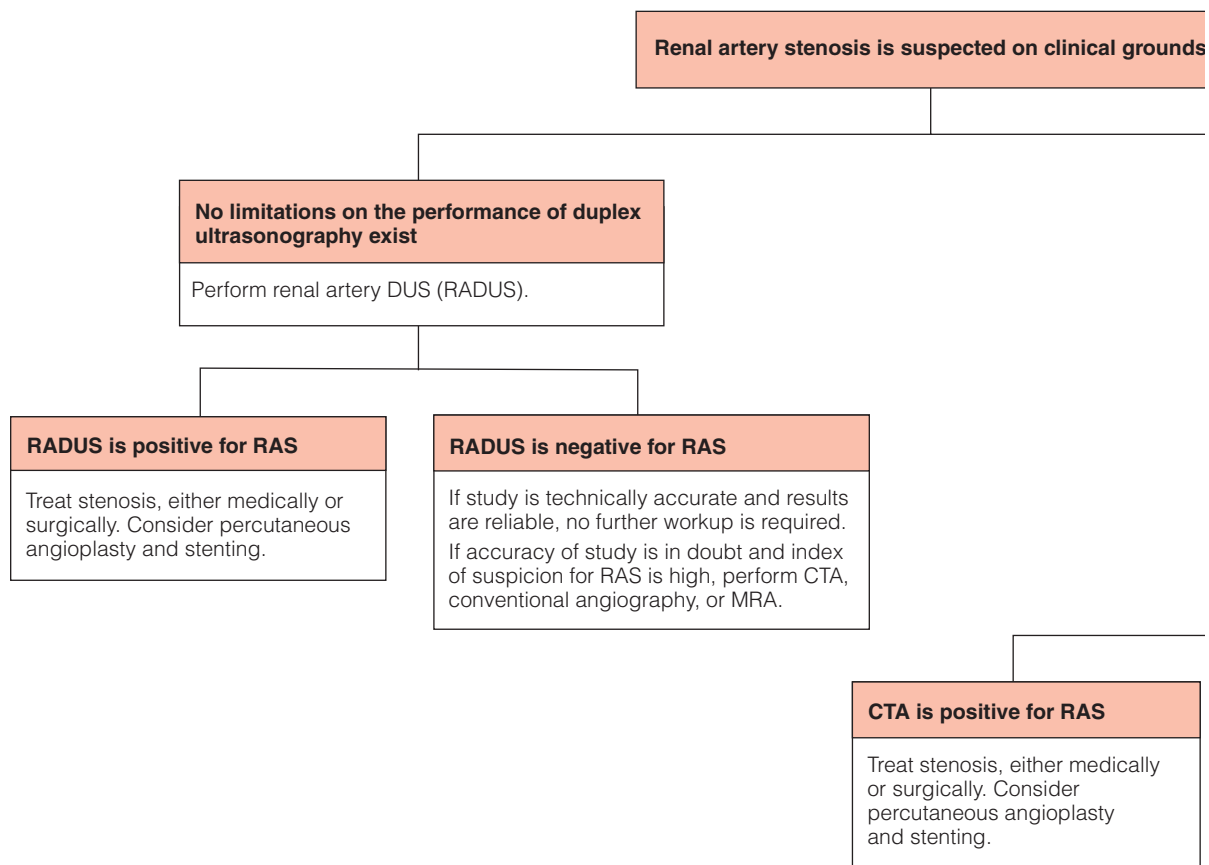 Renal artery stenosis is suspected on clinical grounds
No limitations on the performance of duplex
ultrasonography exist
Perform renal artery DUS (RADUS).
RADUS is positive for RAS
Treat stenosis, either medically or
surgically. Consider percutaneous
angioplasty and stenting.
RADUS is negative for RAS
If study is technically accurate and results
are reliable, no further workup is required.
If accuracy of study is in doubt and index
of suspicion for RAS is high, perform CTA,
conventional angiography, or MRA.
CTA is positive for RAS
Treat stenosis, either medically
or surgically. Consider
percutaneous angioplasty
and stenting.